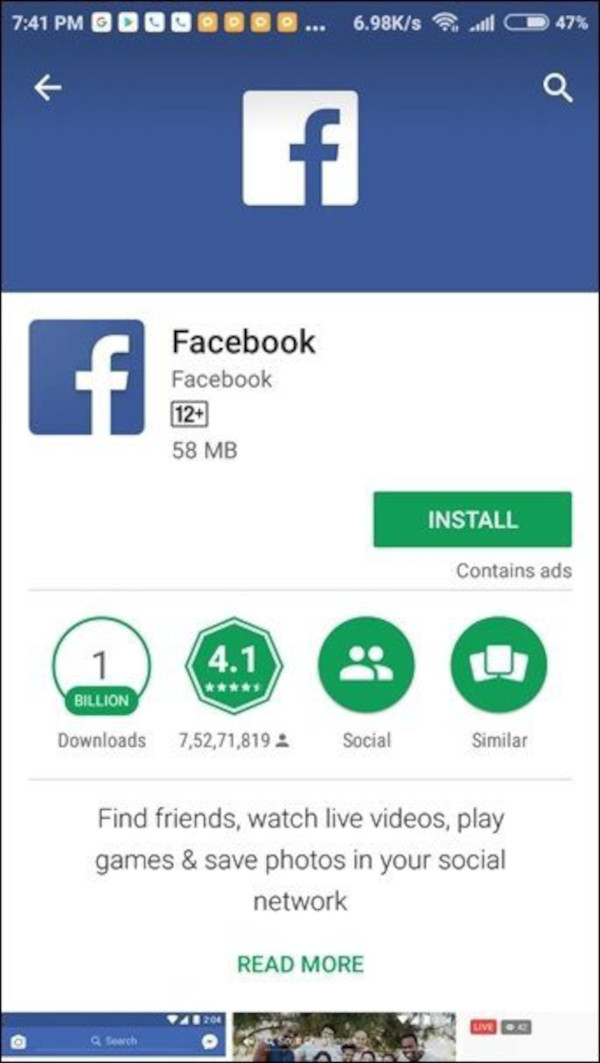 7:41 PM ... 6.98K/s 47%
f
f
Facebook
Facebook
12+
58 MB
INSTALL
Contains ads
1
BILLION
4.1
Downloads
7,52,71,819
Social
Similar
Find friends, watch live videos, play
games & save photos in your social
network
READ MORE
2:04
Search
LIVE 42